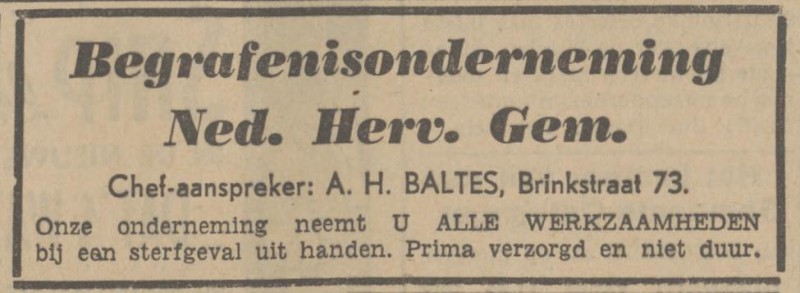 Begrafenisonderneming
Ned. Herv. Gem.
Chef-aanspreker: A. H. BALTES, Brinkstraat 73.
Onze onderneming neemt U ALLE WERKZAAMHEDEN
bij een sterfgeval uit handen. Prima verzorgd en niet duur.